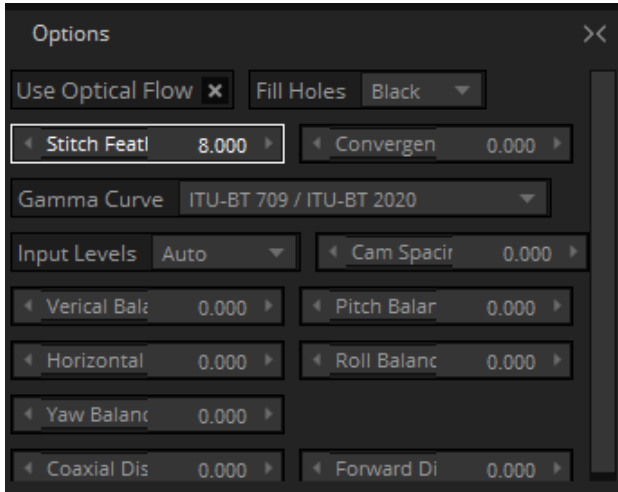 Options
Use Optical Flow Fill Holes Black
Stitch Featl 8.000 Convergen 0.000
Gamma Curve ITU-BT 709 / ITU-BT 2020
Input Levels Auto Cam Spacir 0.000
Verical Bala 0.000 Pitch Balar 0.000
Horizontal 0.000 Roll Balanc 0.000
Yaw Balanc 0.000
Coaxial Dis 0.000 Forward Di 0.000